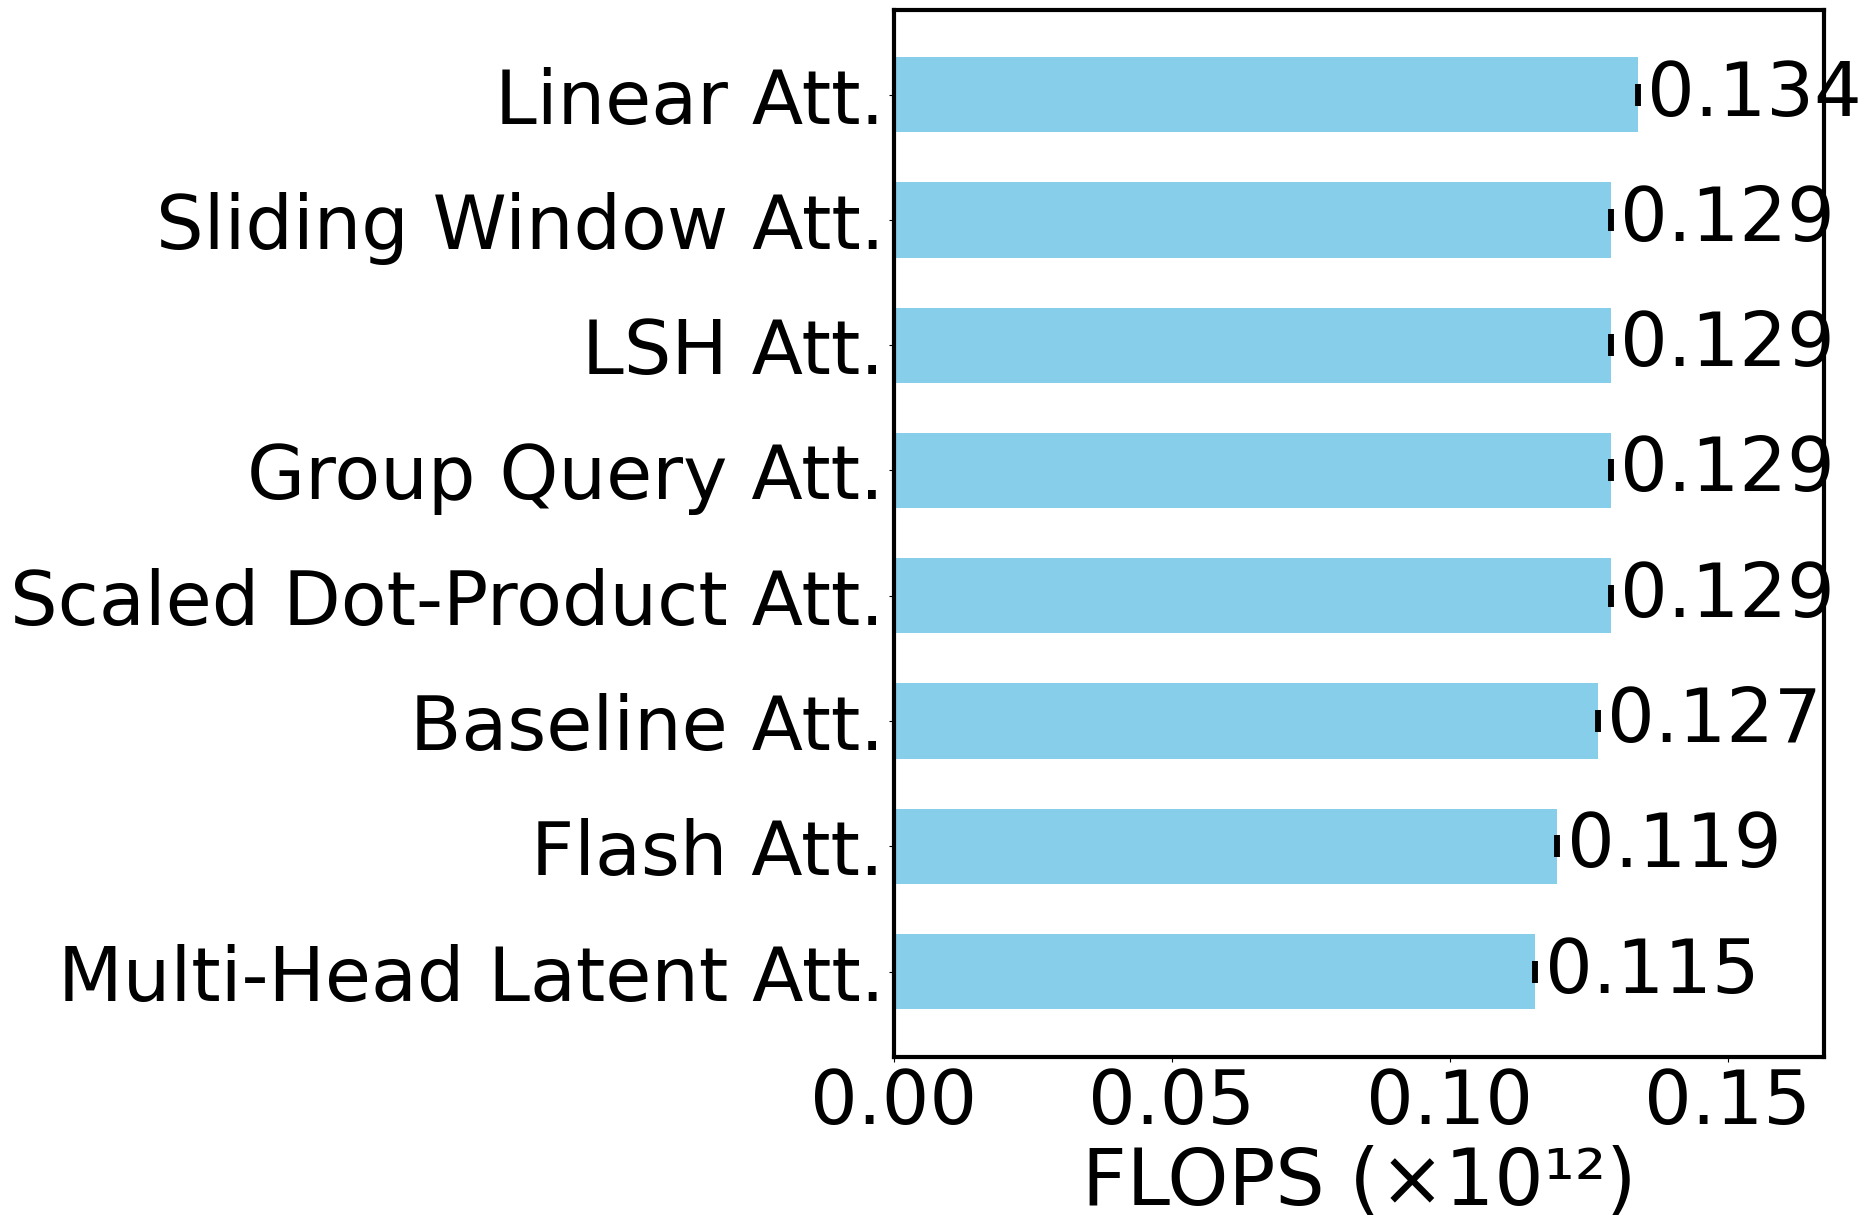 Linear Att. 0.134
Sliding Window Att. 0.129
LSH Att. 0.129
Group Query Att. 0.129
Scaled Dot-Product Att. 0.129
Baseline Att. 0.127
Flash Att. 0.119
Multi-Head Latent Att. 0.115
0.00 0.05 0.10 0.15
FLOPS (×10¹²)